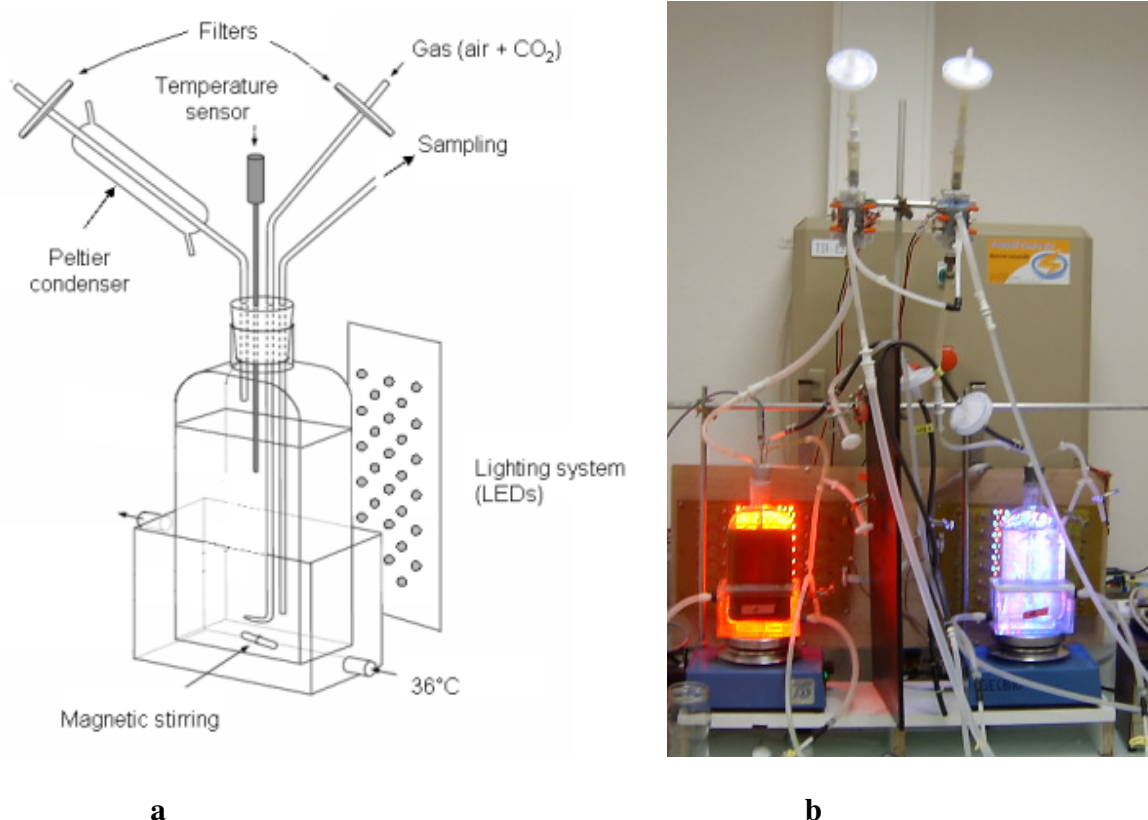 Filters
Gas (air + CO₂)
Temperature
sensor
Sampling
Peltier
condenser
Lighting system
(LEDs)
36°C
Magnetic stirring
a
b